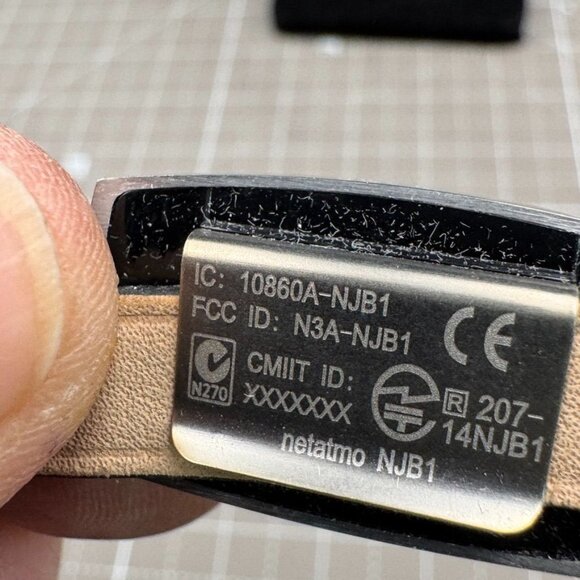 IC: 10860A-NJB1
FCC ID: N3A-NJB1
CE
N270
CMIIT ID:
XXXXXXX
R 207-
14NJB1
netatmo NJB1